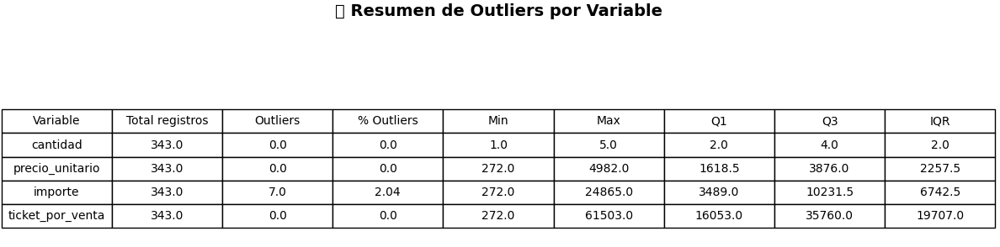 Resumen de Outliers por Variable
Variable Total registros Outliers % Outliers Min Max Q1 Q3 IQR
cantidad 343.0 0.0 0.0 1.0 5.0 2.0 4.0 2.0
precio_unitario 343.0 0.0 0.0 272.0 4982.0 1618.5 3876.0 2257.5
importe 343.0 7.0 2.04 272.0 24865.0 3489.0 10231.5 6742.5
ticket_por_venta 343.0 0.0 0.0 272.0 61503.0 16053.0 35760.0 19707.0